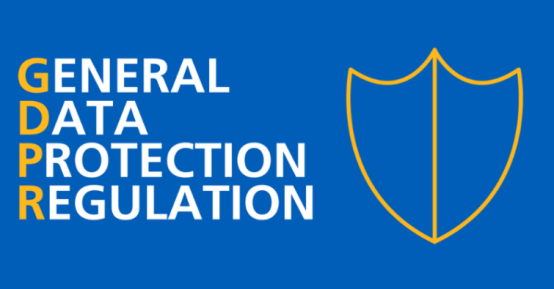 GENERAL
DATA
PROTECTION
REGULATION